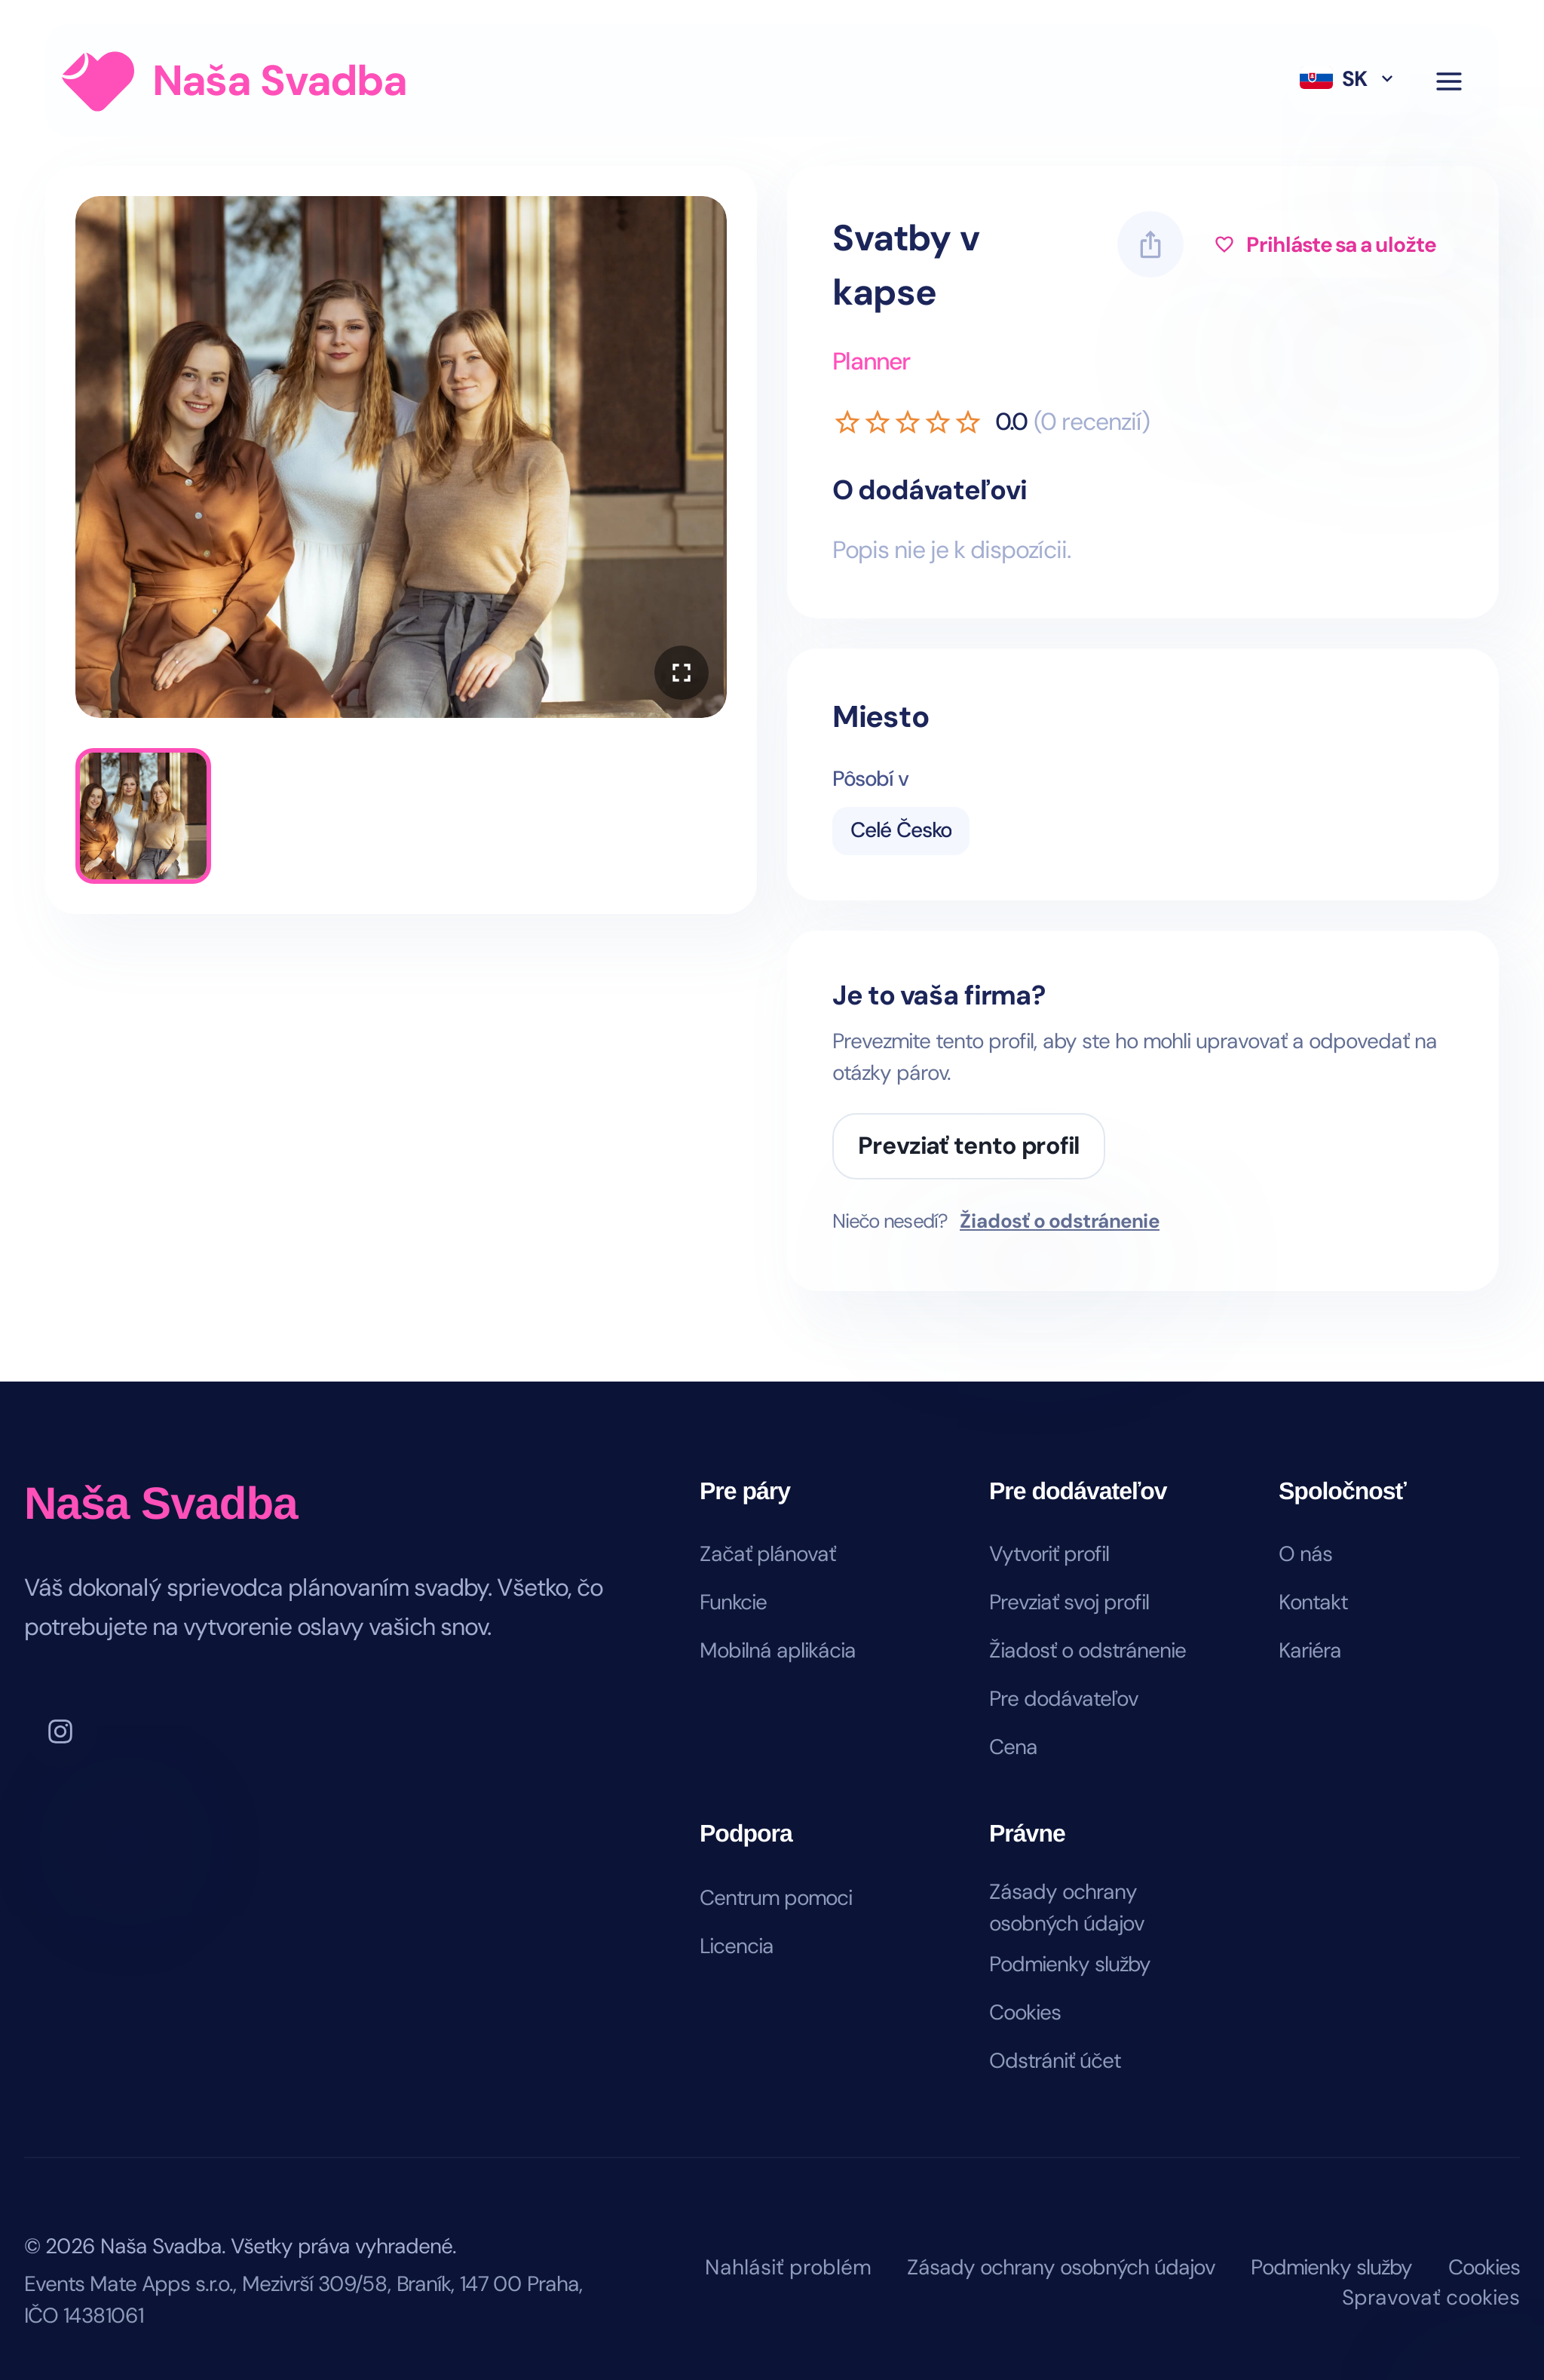 Naša Svadba
SK
Svatby v
kapse
Prihláste sa a uložte
Planner
0.0 (0 recenzií)
O dodávateľovi
Popis nie je k dispozícii.
Miesto
Pôsobí v
Celé Česko
Je to vaša firma?
Prevezmite tento profil, aby ste ho mohli upravovať a odpovedať na
otázky párov.
Prevziať tento profil
Niečo nesedí? Žiadosť o odstránenie
Naša Svadba
Váš dokonalý sprievodca plánovaním svadby. Všetko, čo
potrebujete na vytvorenie oslavy vašich snov.
Pre páry
Začať plánovať
Funkcie
Mobilná aplikácia
Pre dodávateľov
Vytvoriť profil
Prevziať svoj profil
Žiadosť o odstránenie
Pre dodávateľov
Cena
Spoločnosť
O nás
Kontakt
Kariéra
Podpora
Centrum pomoci
Licencia
Právne
Zásady ochrany
osobných údajov
Podmienky služby
Cookies
Odstrániť účet
© 2026 Naša Svadba. Všetky práva vyhradené.
Events Mate Apps s.r.o., Mezivrší 309/58, Braník, 147 00 Praha,
IČO 14381061
Nahlásiť problém Zásady ochrany osobných údajov Podmienky služby Cookies
Spravovať cookies